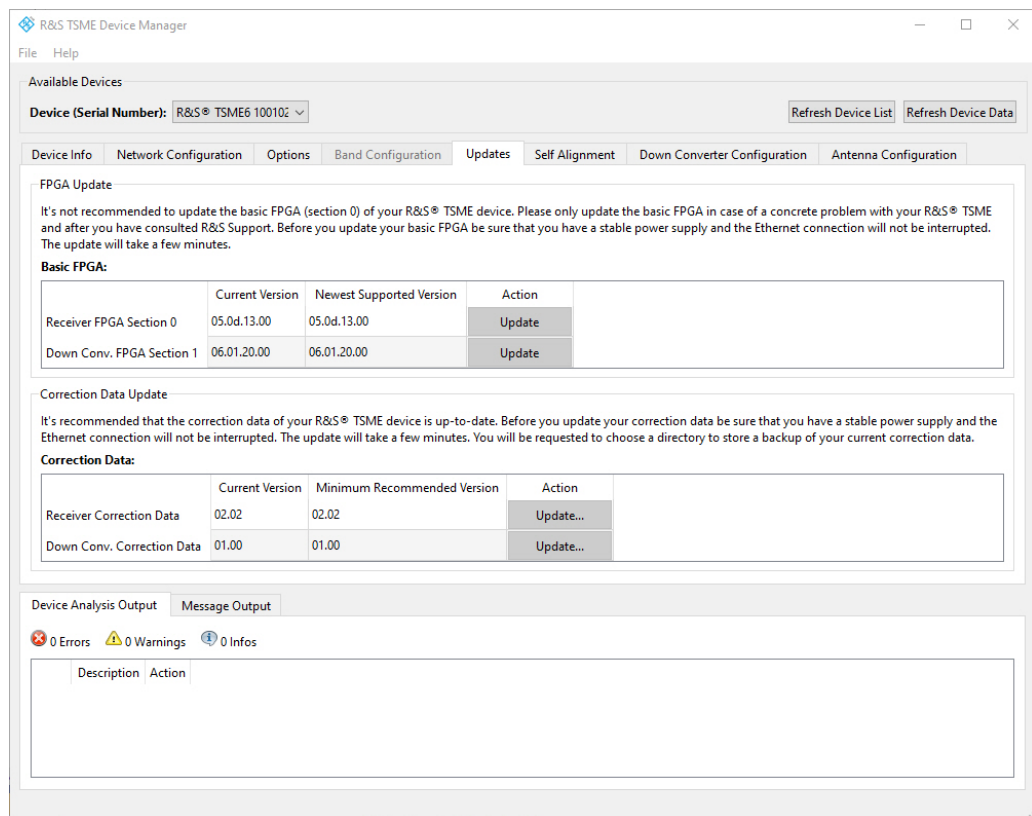 R&S TSME Device Manager
File Help
Available Devices
Device (Serial Number): R&S® TSME6 100102 Refresh Device List Refresh Device Data
Device Info Network Configuration Options Band Configuration Updates Self Alignment Down Converter Configuration Antenna Configuration
FPGA Update
It's not recommended to update the basic FPGA (section 0) of your R&S® TSME device. Please only update the basic FPGA in case of a concrete problem with your R&S® TSME
and after you have consulted R&S Support. Before you update your basic FPGA be sure that you have a stable power supply and the Ethernet connection will not be interrupted.
The update will take a few minutes.
Basic FPGA:
Current Version Newest Supported Version Action
Receiver FPGA Section 0 05.0d.13.00 05.0d.13.00 Update
Down Conv. FPGA Section 1 06.01.20.00 06.01.20.00 Update
Correction Data Update
It's recommended that the correction data of your R&S® TSME device is up-to-date. Before you update your correction data be sure that you have a stable power supply and the
Ethernet connection will not be interrupted. The update will take a few minutes. You will be requested to choose a directory to store a backup of your current correction data.
Correction Data:
Current Version Minimum Recommended Version Action
Receiver Correction Data 02.02 02.02 Update...
Down Conv. Correction Data 01.00 01.00 Update...
Device Analysis Output Message Output
0 Errors 0 Warnings 0 Infos
Description Action